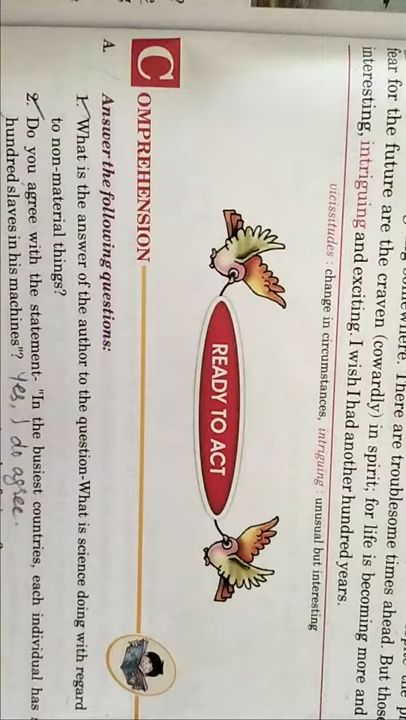 fear for the future are the craven (cowardly) in spirit; for life is becoming more and
interesting, intriguing and exciting. I wish I had another hundred years.
vicissitudes : change in circumstances, intriguing : unusual but interesting
READY TO ACT
COMPREHENSION
A. Answer the following questions:
1. What is the answer of the author to the question-What is science doing with regard
to non-material things?
2. Do you agree with the statement- "In the busiest countries, each individual has
hundred slaves in his machines"? Yes, I do agree.